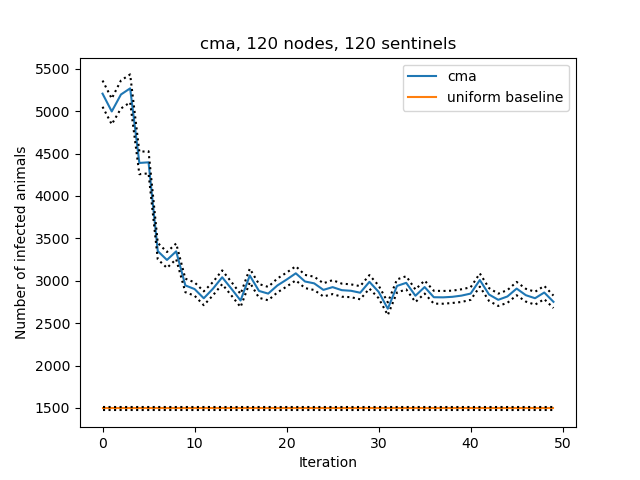 cma, 120 nodes, 120 sentinels
cma
uniform baseline
Number of infected animals
5500
5000
4500
4000
3500
3000
2500
2000
1500
0 10 20 30 40 50
Iteration